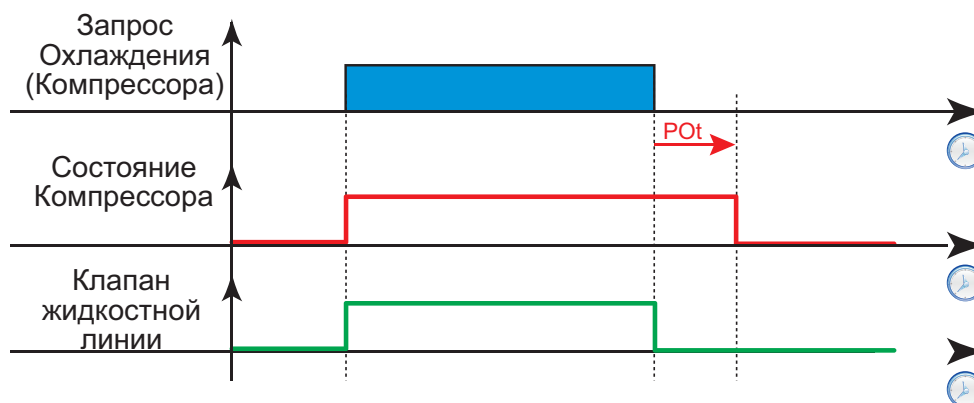 Запрос
Охлаждения
(Компрессора)
POt
Состояние
Компрессора
Клапан
жидкостной
линии